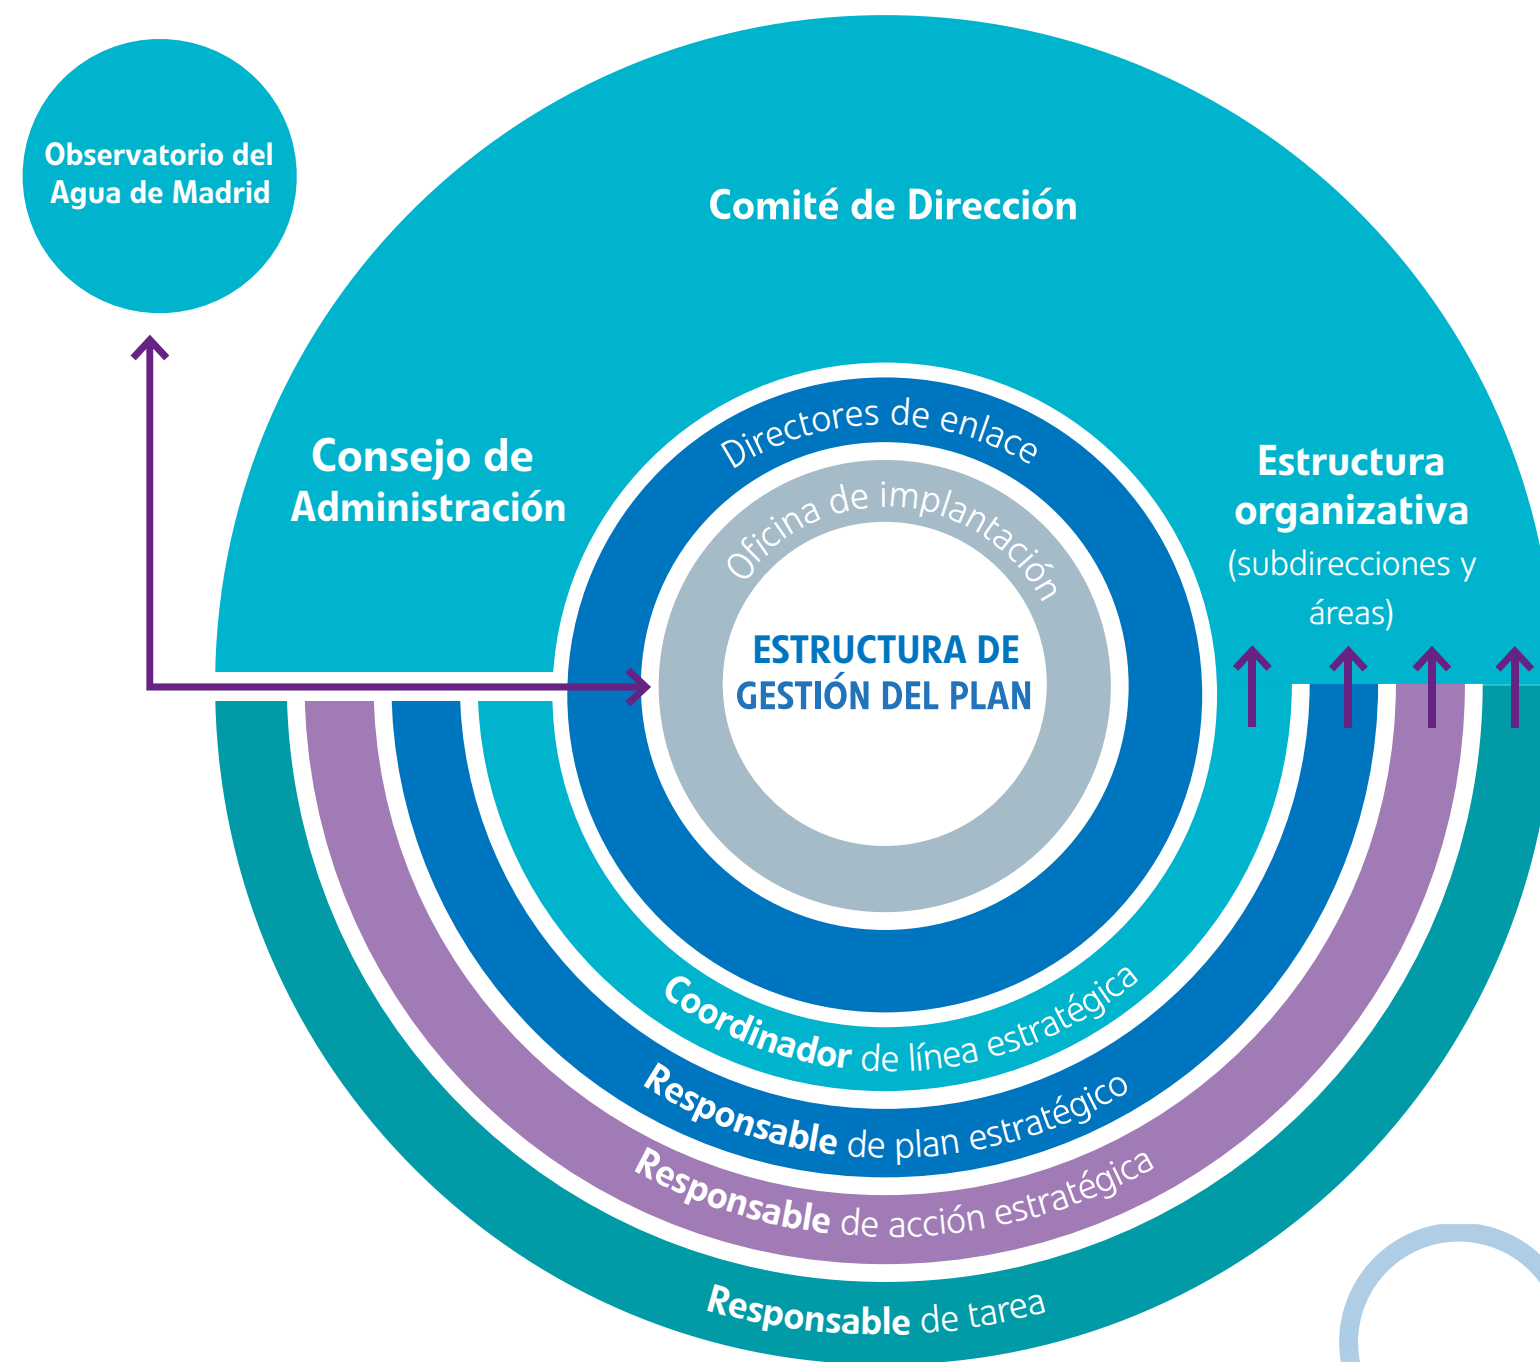 Observatorio del
Agua de Madrid
Comité de Dirección
Consejo de
Administración
Estructura
organizativa
(subdirecciones y
áreas)
Directores de enlace
Oficina de implantación
ESTRUCTURA DE
GESTIÓN DEL PLAN
Coordinador de línea estratégica
Responsable de plan estratégico
Responsable de acción estratégica
Responsable de tarea